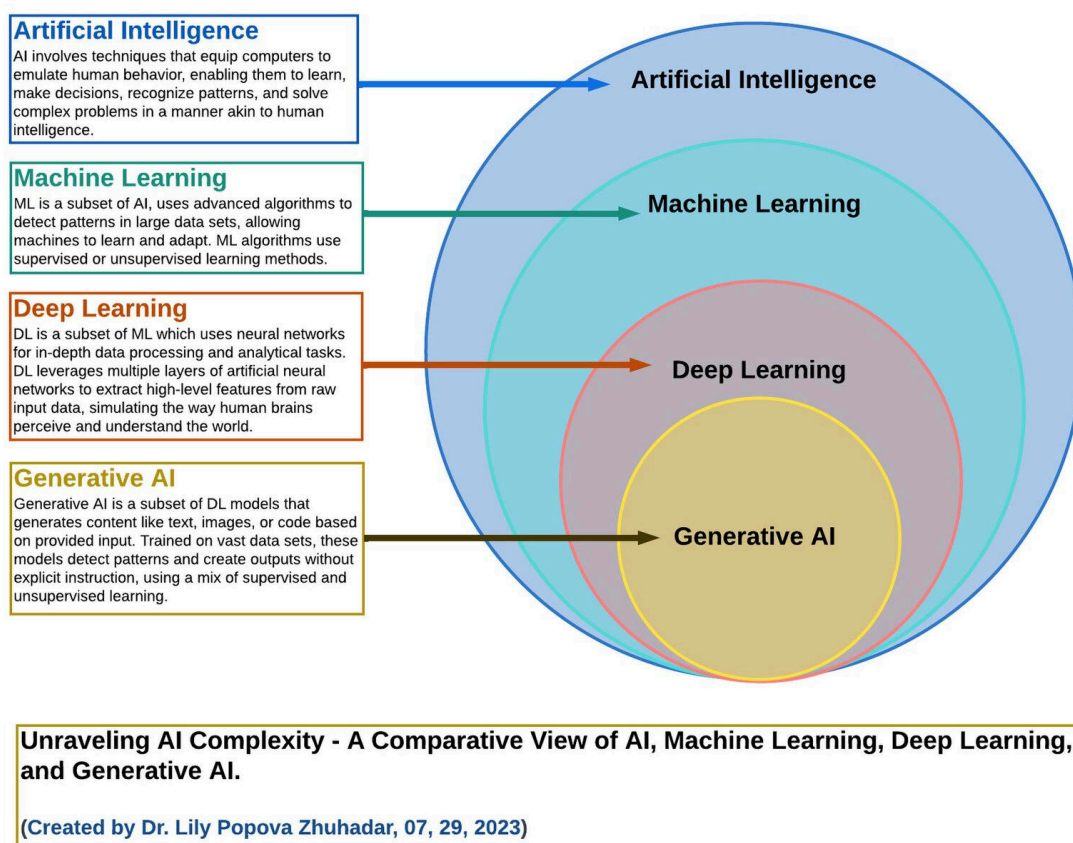 Artificial Intelligence
AI involves techniques that equip computers to
emulate human behavior, enabling them to learn,
make decisions, recognize patterns, and solve
complex problems in a manner akin to human
intelligence.
Machine Learning
ML is a subset of AI, uses advanced algorithms to
detect patterns in large data sets, allowing
machines to learn and adapt. ML algorithms use
supervised or unsupervised learning methods.
Deep Learning
DL is a subset of ML which uses neural networks
for in-depth data processing and analytical tasks.
DL leverages multiple layers of artificial neural
networks to extract high-level features from raw
input data, simulating the way human brains
perceive and understand the world.
Generative AI
Generative AI is a subset of DL models that
generates content like text, images, or code based
on provided input. Trained on vast data sets, these
models detect patterns and create outputs without
explicit instruction, using a mix of supervised and
unsupervised learning.
Artificial Intelligence
Machine Learning
Deep Learning
Generative AI
Unraveling AI Complexity - A Comparative View of AI, Machine Learning, Deep Learning,
and Generative AI.
(Created by Dr. Lily Popova Zhuhadar, 07, 29, 2023)